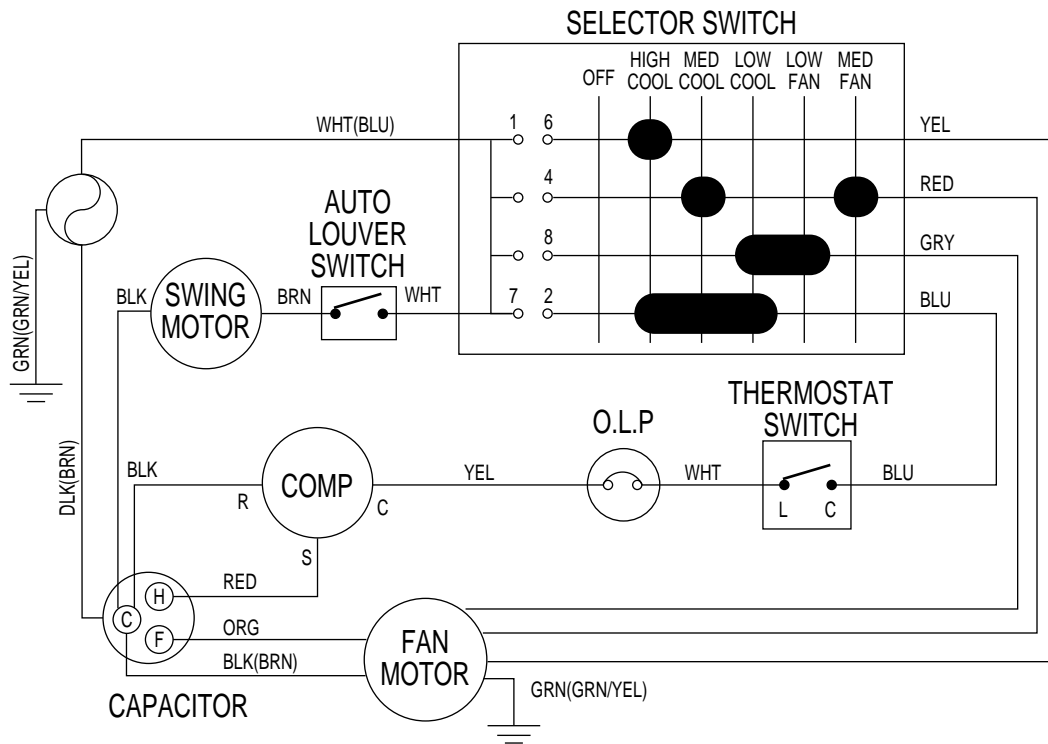 SELECTOR SWITCH
OFF
HIGH COOL
MED COOL
LOW COOL
LOW FAN
MED FAN
WHT(BLU)
1 6
YEL
4
RED
8
GRY
7 2
BLU
AUTO
LOUVER
SWITCH
BLK
SWING
MOTOR
BRN
WHT
GRN(GRN/YEL)
THERMOSTAT
SWITCH
O.L.P
DLK(BRN)
BLK
R
COMP
C
YEL
WHT
L C
BLU
S
RED
H
C
F
ORG
BLK(BRN)
FAN
MOTOR
GRN(GRN/YEL)
CAPACITOR